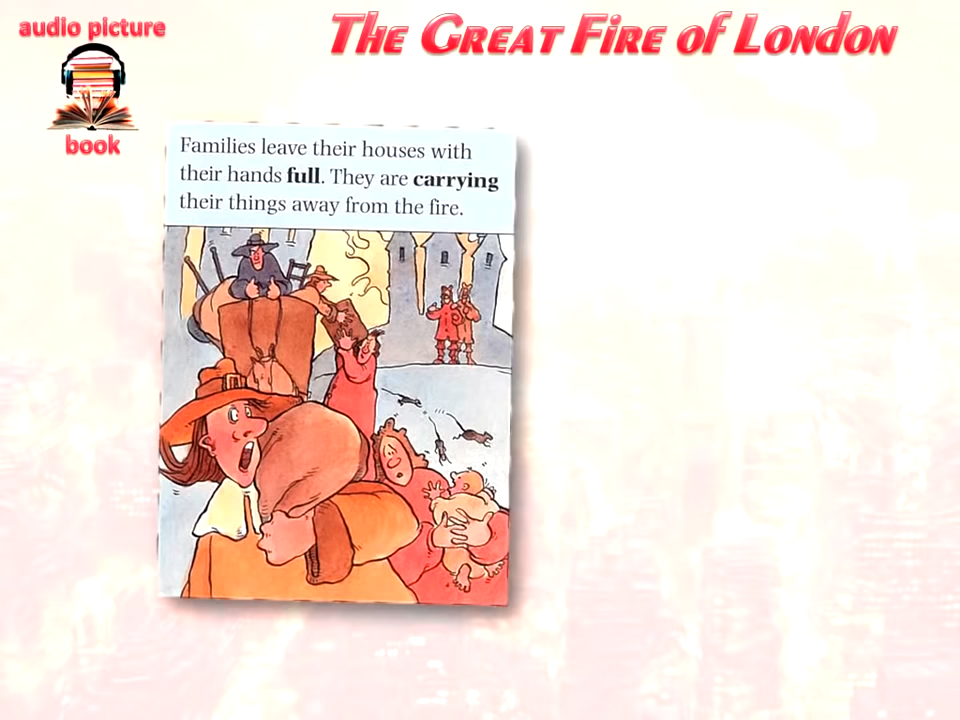 audio picture
book
The Great Fire of London
Families leave their houses with
their hands full. They are carrying
their things away from the fire.